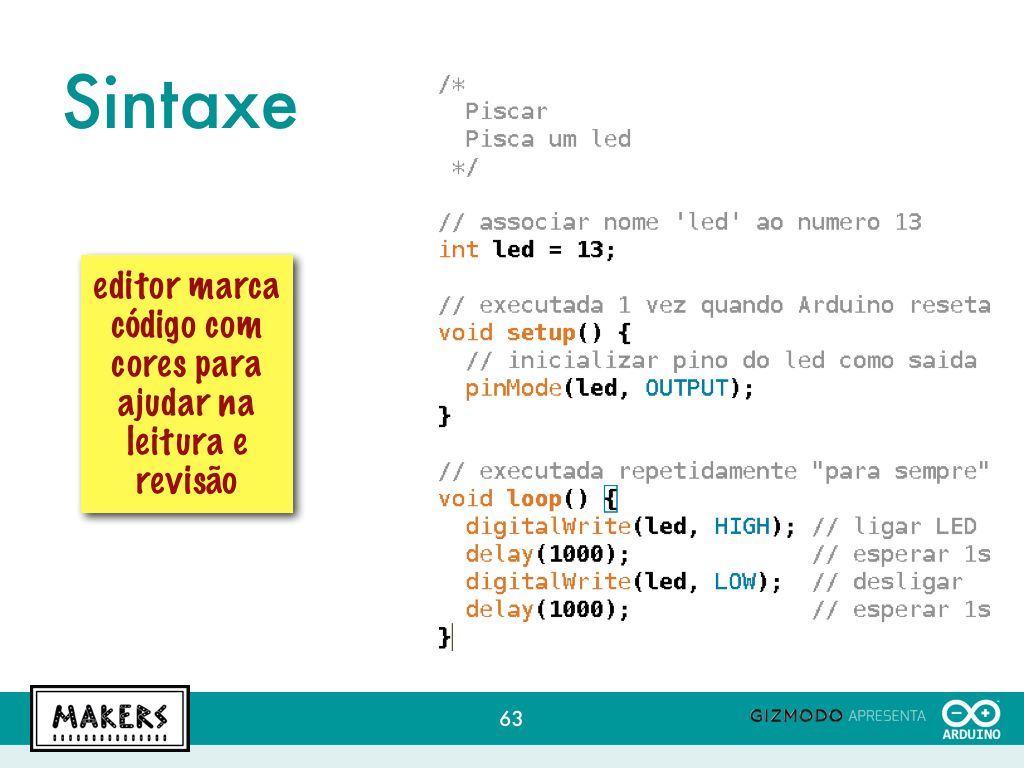 Sintaxe
editor marca
código com
cores para
ajudar na
leitura e
revisão
/*
  Piscar
  Pisca um led
 */

// associar nome 'led' ao numero 13
int led = 13;

// executada 1 vez quando Arduino reseta
void setup() {
  // inicializar pino do led como saida
  pinMode(led, OUTPUT);
}

// executada repetidamente "para sempre"
void loop() {
  digitalWrite(led, HIGH); // ligar LED
  delay(1000);             // esperar 1s
  digitalWrite(led, LOW);  // desligar
  delay(1000);             // esperar 1s
}
MAKERS
63
GIZMODO APRESENTA
ARDUINO